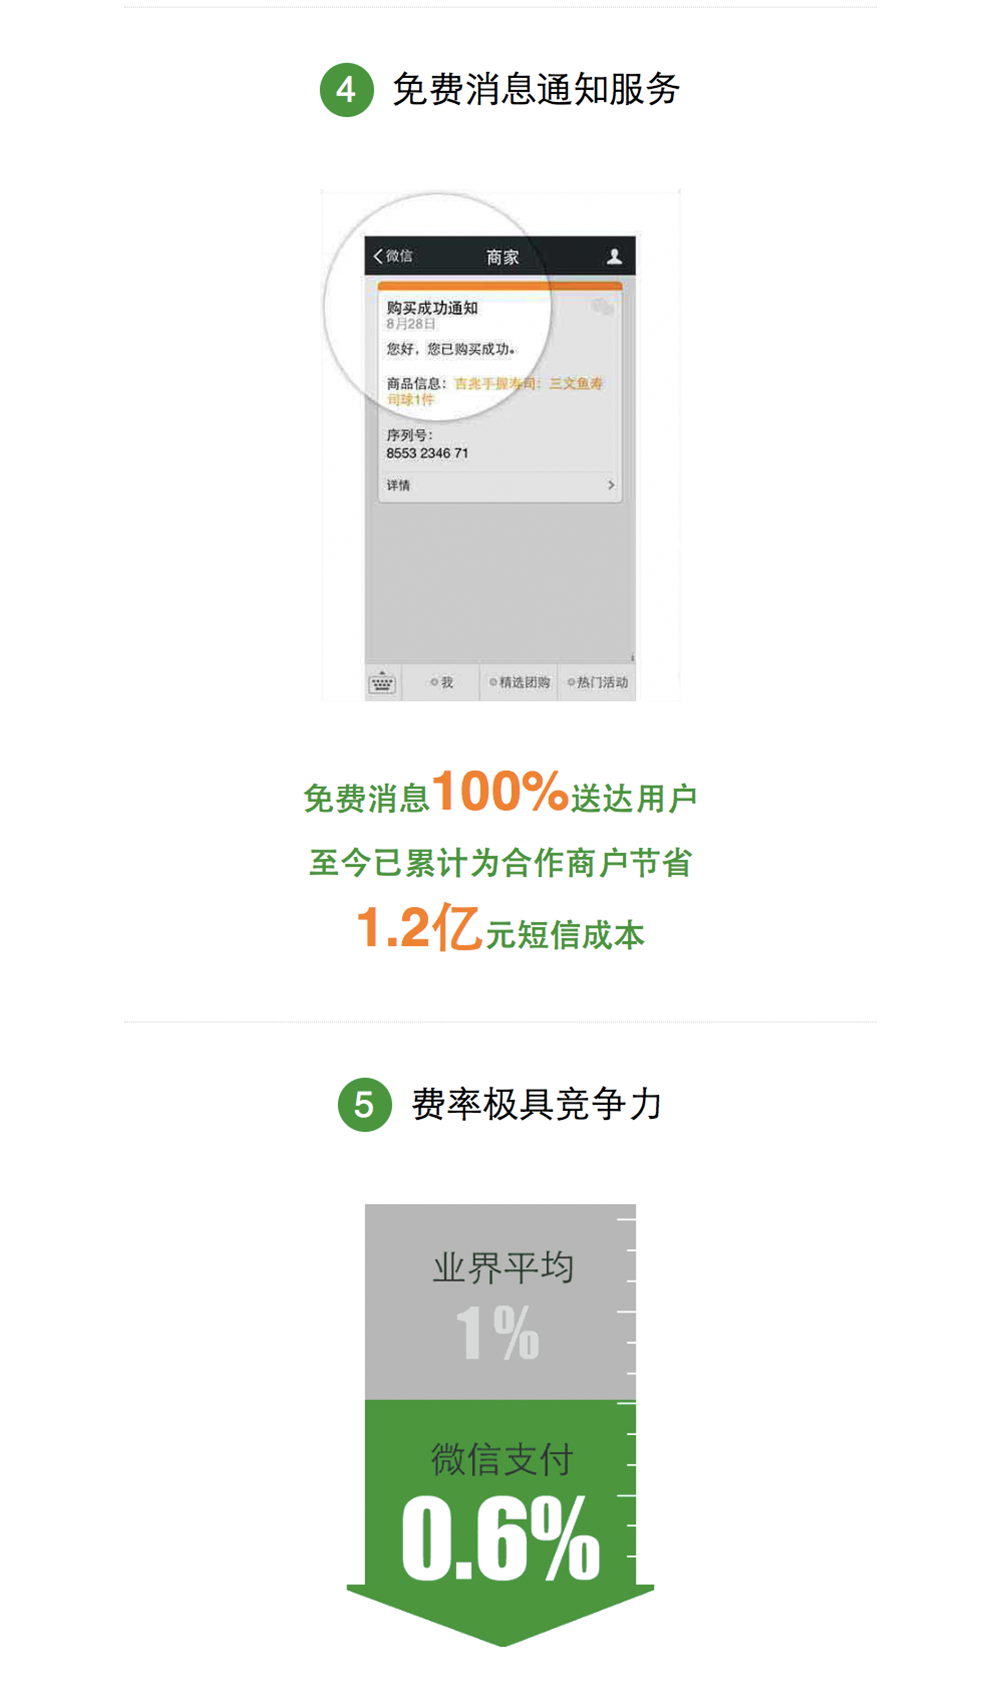 4 免费消息通知服务
微信 商家
购买成功通知
8月28日
您好，您已购买成功。
商品信息：吉兆手握寿司：三文鱼寿
司球1件
序列号：
8553 2346 71
详情
我 精选团购 热门活动
免费消息100%送达用户
至今已累计为合作商户节省
1.2亿元短信成本
5 费率极具竞争力
业界平均
1%
微信支付
0.6%